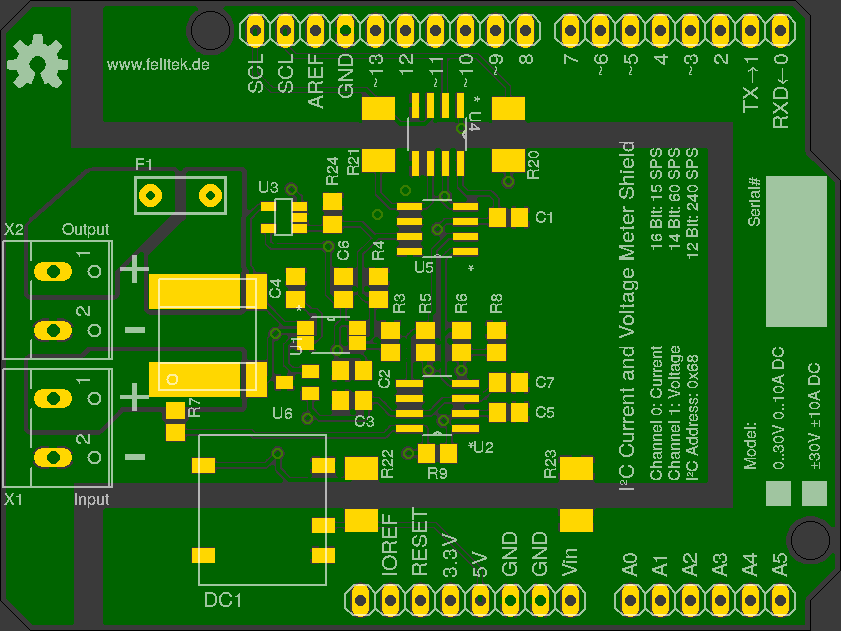 www.felltek.de
SCL
SCL
AREF
GND
~13
12
~11
~10
~9
8
7
~6
~5
4
~3
2
TX→1
RXD←0
*
U4
R21
R20
F1
U3
R24
C1
X2
Output
1
2
+
-
C6
R4
U5
*
C4
*
U1
R3
R5
R6
R8
C2
C7
C3
C5
U6
R7
1
2
+
-
X1
Input
*U2
R22
R9
R23
DC1
I²C Current and Voltage Meter Shield
16 Bit: 15 SPS
14 Bit: 60 SPS
12 Bit: 240 SPS
Channel 0: Current
Channel 1: Voltage
I²C Address: 0x68
Serial#
Model:
0..30V 0..10A DC
±30V ±10A DC
IOREF
RESET
3.3V
5V
GND
GND
Vin
A0
A1
A2
A3
A4
A5